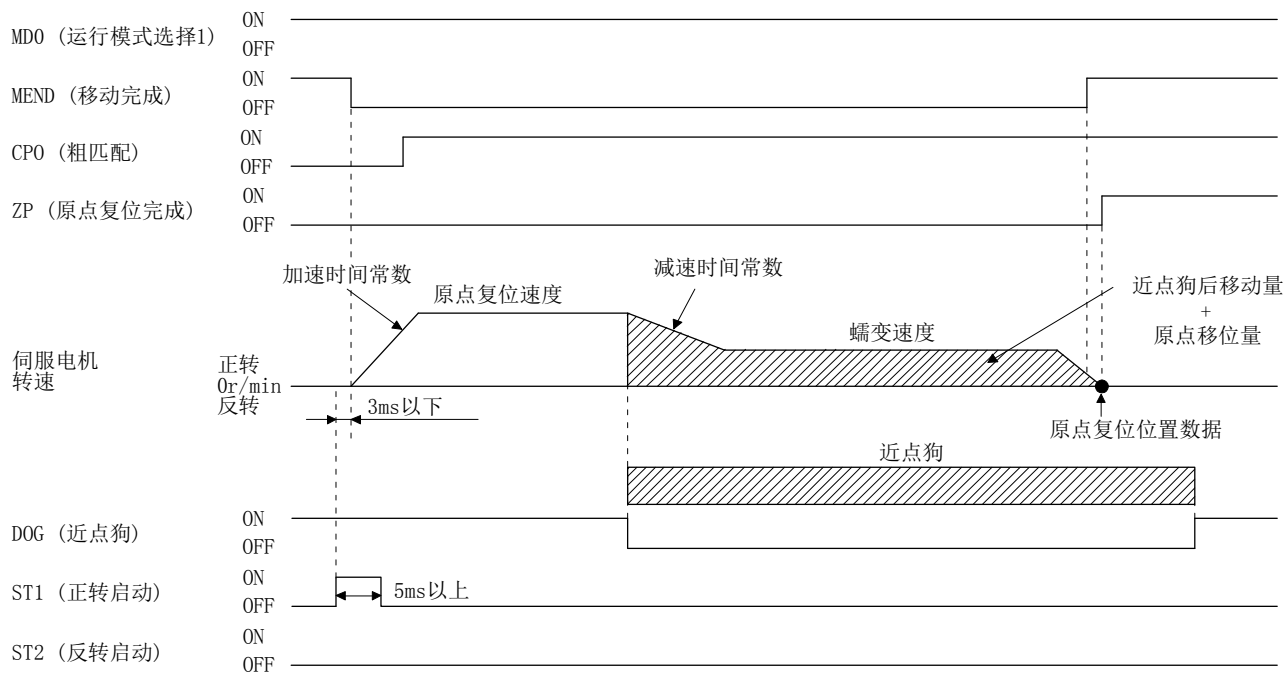 MD0 (运行模式选择1)
ON
OFF
MEND (移动完成)
ON
OFF
CPO (粗匹配)
ON
OFF
ZP (原点复位完成)
ON
OFF
加速时间常数
原点复位速度
减速时间常数
蠕变速度
近点狗后移动量
+
原点移位量
伺服电机
转速
正转
0r/min
反转
3ms以下
原点复位位置数据
近点狗
DOG (近点狗)
ON
OFF
ST1 (正转启动)
ON
OFF
5ms以上
ST2 (反转启动)
ON
OFF